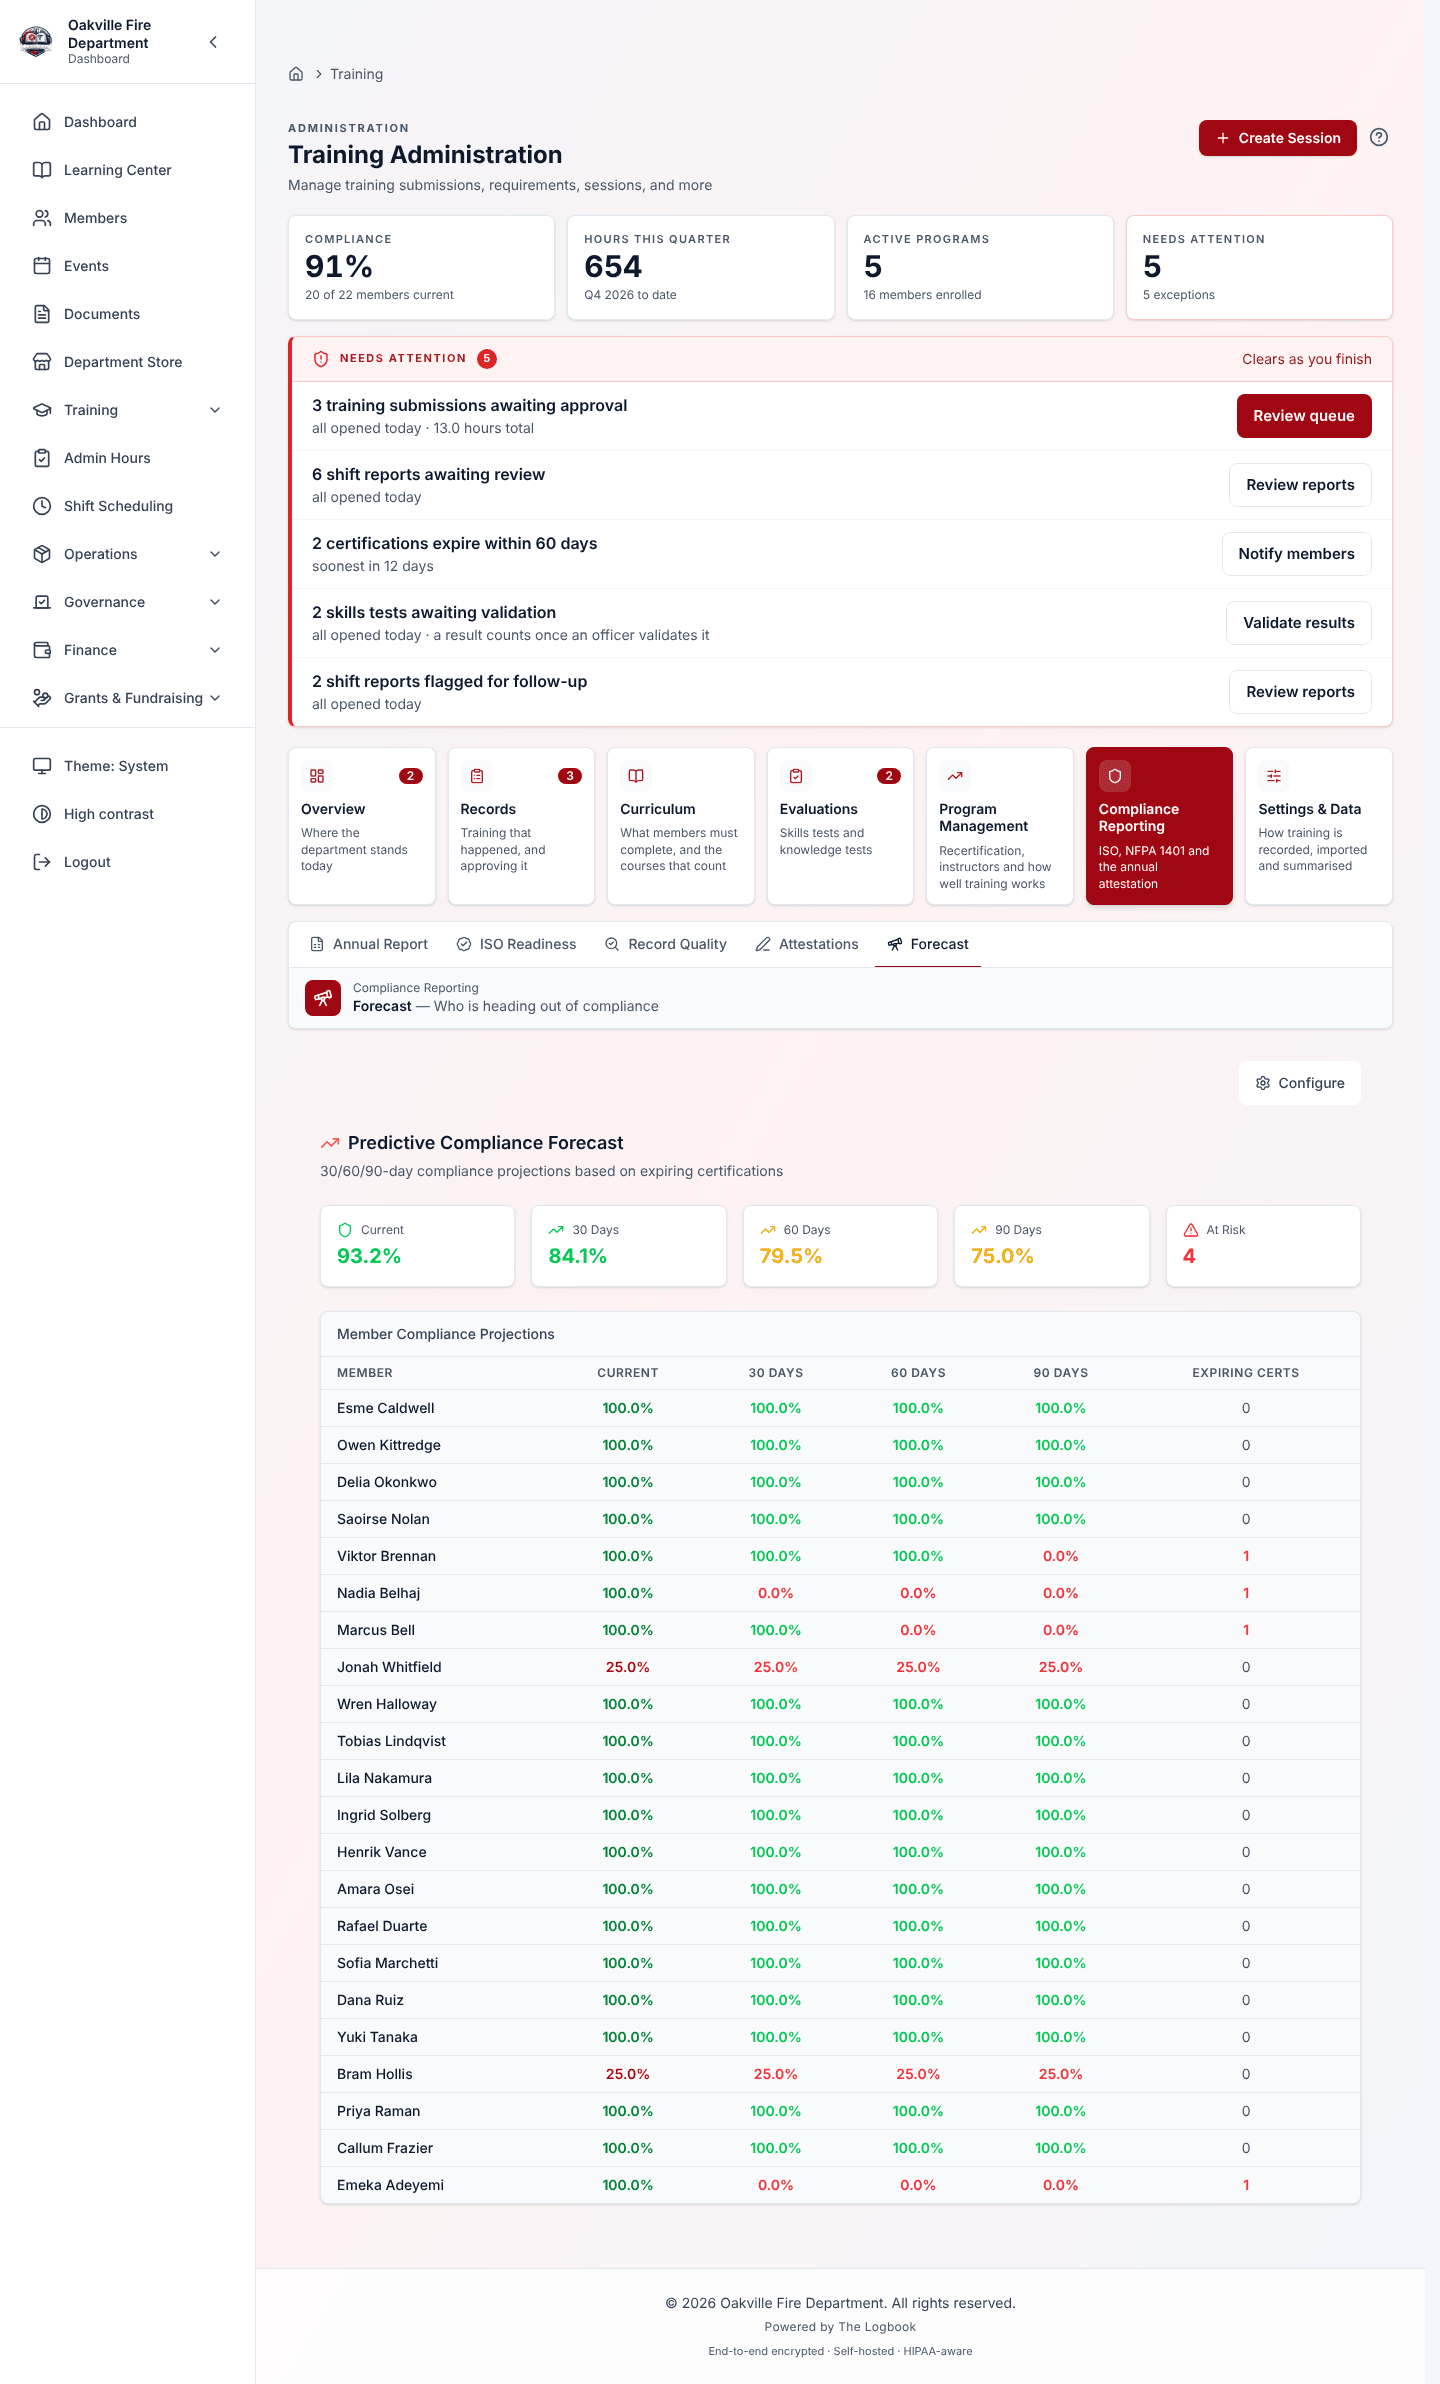 Oakville Fire
Department
Dashboard
Dashboard
Learning Center
Members
Events
Documents
Department Store
Training
Admin Hours
Shift Scheduling
Operations
Governance
Finance
Grants & Fundraising
Theme: System
High contrast
Logout
Training
ADMINISTRATION
Training Administration
Manage training submissions, requirements, sessions, and more
Create Session
COMPLIANCE
91%
20 of 22 members current
HOURS THIS QUARTER
654
Q4 2026 to date
ACTIVE PROGRAMS
5
16 members enrolled
NEEDS ATTENTION
5
5 exceptions
NEEDS ATTENTION 5
Clears as you finish
3 training submissions awaiting approval
all opened today · 13.0 hours total
Review queue
6 shift reports awaiting review
all opened today
Review reports
2 certifications expire within 60 days
soonest in 12 days
Notify members
2 skills tests awaiting validation
all opened today · a result counts once an officer validates it
Validate results
2 shift reports flagged for follow-up
all opened today
Review reports
2
Overview
Where the
department stands
today
3
Records
Training that
happened, and
approving it
Curriculum
What members must
complete, and the
courses that count
2
Evaluations
Skills tests and
knowledge tests
Program
Management
Recertification,
instructors and how
well training works
Compliance
Reporting
ISO, NFPA 1401 and
the annual
attestation
Settings & Data
How training is
recorded, imported
and summarised
Annual Report ISO Readiness Record Quality Attestations Forecast
Compliance Reporting
Forecast — Who is heading out of compliance
Configure
Predictive Compliance Forecast
30/60/90-day compliance projections based on expiring certifications
Current
93.2%
30 Days
84.1%
60 Days
79.5%
90 Days
75.0%
At Risk
4
Member Compliance Projections
MEMBER CURRENT 30 DAYS 60 DAYS 90 DAYS EXPIRING CERTS
Esme Caldwell 100.0% 100.0% 100.0% 100.0% 0
Owen Kittredge 100.0% 100.0% 100.0% 100.0% 0
Delia Okonkwo 100.0% 100.0% 100.0% 100.0% 0
Saoirse Nolan 100.0% 100.0% 100.0% 100.0% 0
Viktor Brennan 100.0% 100.0% 100.0% 0.0% 1
Nadia Belhaj 100.0% 0.0% 0.0% 0.0% 1
Marcus Bell 100.0% 100.0% 0.0% 0.0% 1
Jonah Whitfield 25.0% 25.0% 25.0% 25.0% 0
Wren Halloway 100.0% 100.0% 100.0% 100.0% 0
Tobias Lindqvist 100.0% 100.0% 100.0% 100.0% 0
Lila Nakamura 100.0% 100.0% 100.0% 100.0% 0
Ingrid Solberg 100.0% 100.0% 100.0% 100.0% 0
Henrik Vance 100.0% 100.0% 100.0% 100.0% 0
Amara Osei 100.0% 100.0% 100.0% 100.0% 0
Rafael Duarte 100.0% 100.0% 100.0% 100.0% 0
Sofia Marchetti 100.0% 100.0% 100.0% 100.0% 0
Dana Ruiz 100.0% 100.0% 100.0% 100.0% 0
Yuki Tanaka 100.0% 100.0% 100.0% 100.0% 0
Bram Hollis 25.0% 25.0% 25.0% 25.0% 0
Priya Raman 100.0% 100.0% 100.0% 100.0% 0
Callum Frazier 100.0% 100.0% 100.0% 100.0% 0
Emeka Adeyemi 100.0% 0.0% 0.0% 0.0% 1
© 2026 Oakville Fire Department. All rights reserved.
Powered by The Logbook
End-to-end encrypted · Self-hosted · HIPAA-aware